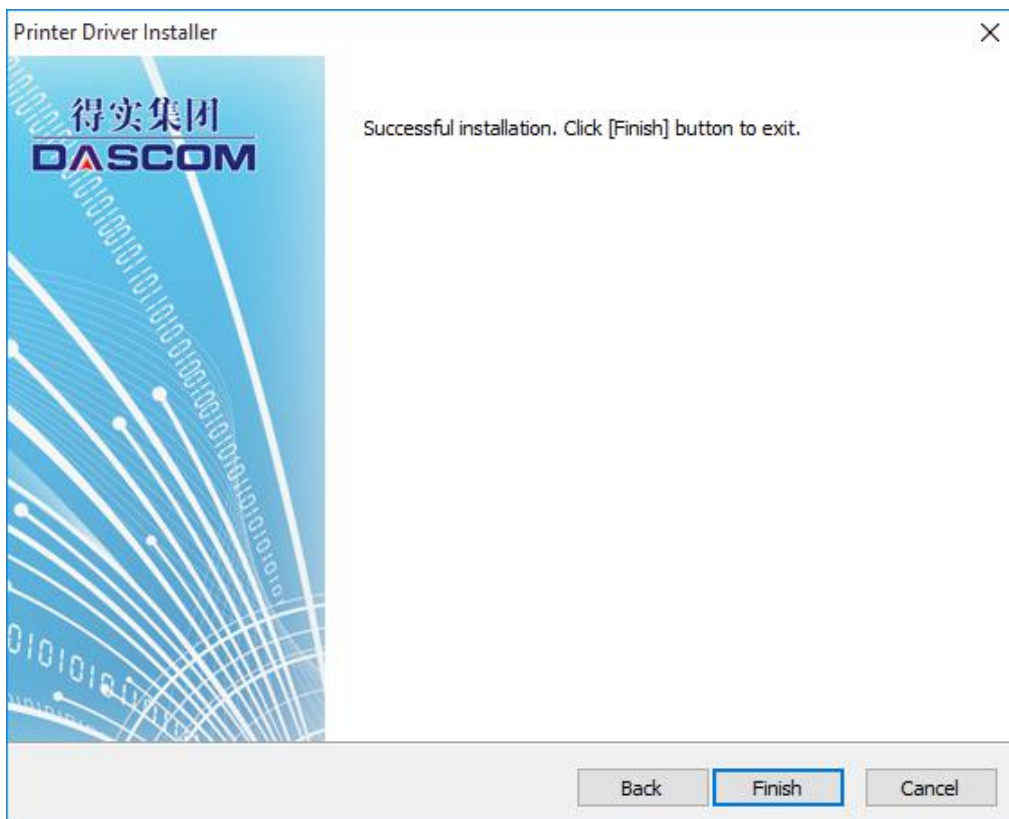 Printer Driver Installer
得实集团
DASCOM
Successful installation. Click [Finish] button to exit.
Back
Finish
Cancel